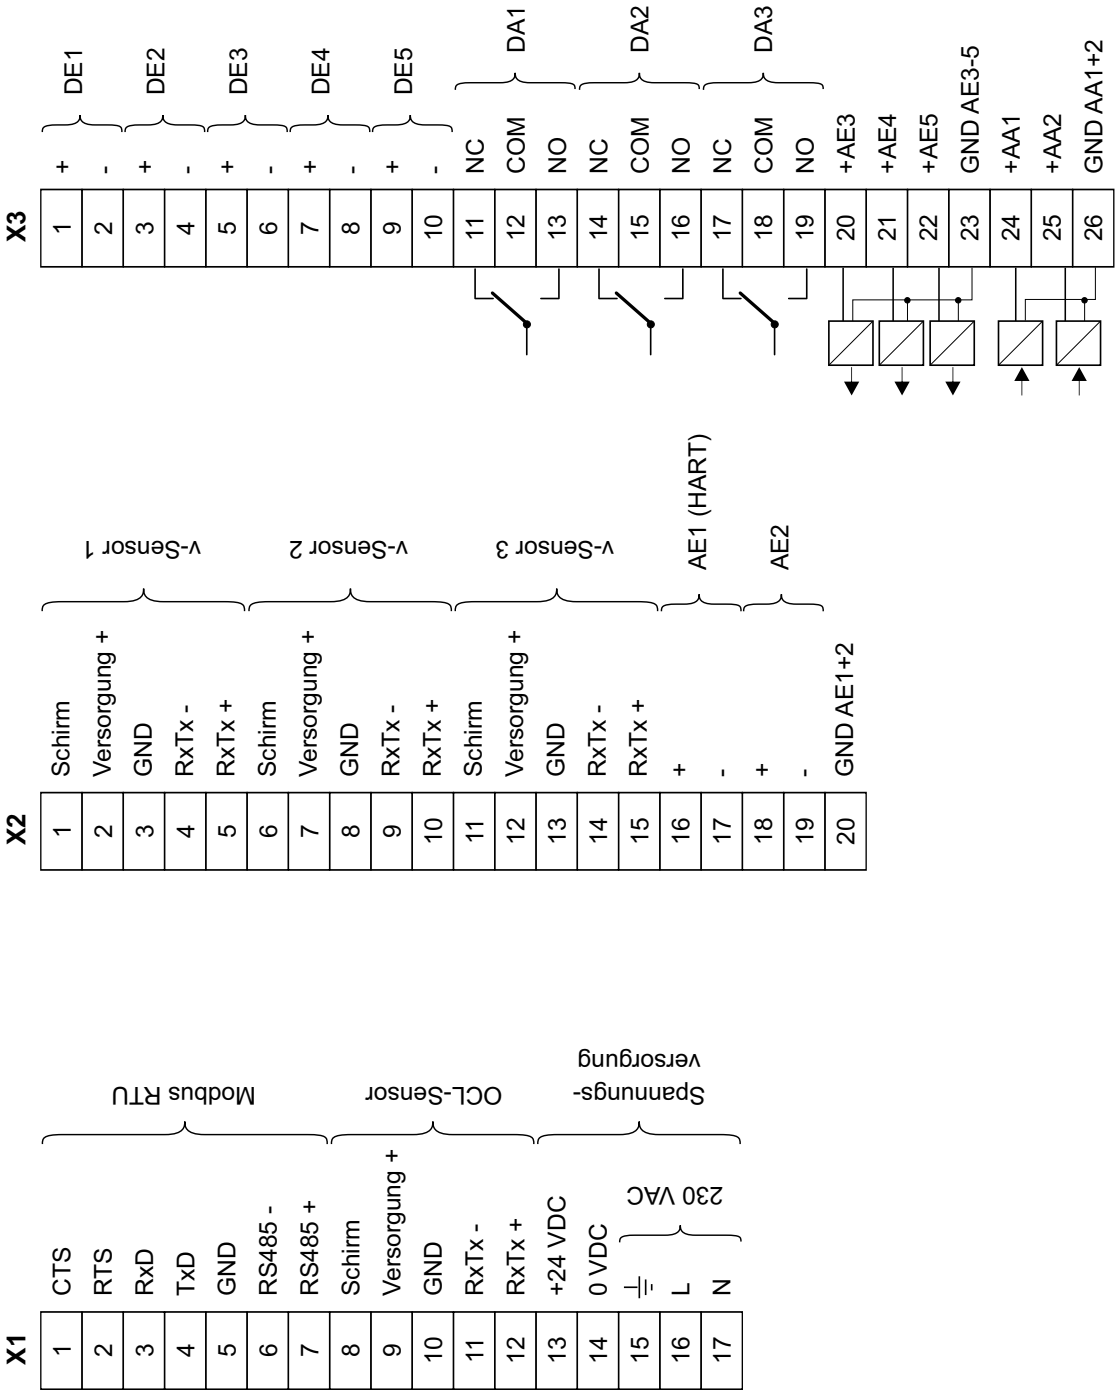 X1
1 CTS
2 RTS
3 RxD
4 TxD
5 GND
6 RS485 -
7 RS485 +
Modbus RTU
8 Schirm
9 Versorgung +
10 GND
11 RxTx -
12 RxTx +
OCL-Sensor
13 +24 VDC
14 0 VDC
15
16 L
17 N
230 VAC
Spannungs-
versorgung
X2
1 Schirm
2 Versorgung +
3 GND
4 RxTx -
5 RxTx +
v-Sensor 1
6 Schirm
7 Versorgung +
8 GND
9 RxTx -
10 RxTx +
v-Sensor 2
11 Schirm
12 Versorgung +
13 GND
14 RxTx -
15 RxTx +
v-Sensor 3
16 +
17 -
AE1 (HART)
18 +
19 -
AE2
20 GND AE1+2
X3
1 +
2 -
DE1
3 +
4 -
DE2
5 +
6 -
DE3
7 +
8 -
DE4
9 +
10 -
DE5
11 NC
12 COM
13 NO
DA1
14 NC
15 COM
16 NO
DA2
17 NC
18 COM
19 NO
DA3
20 +AE3
21 +AE4
22 +AE5
23 GND AE3-5
24 +AA1
25 +AA2
26 GND AA1+2